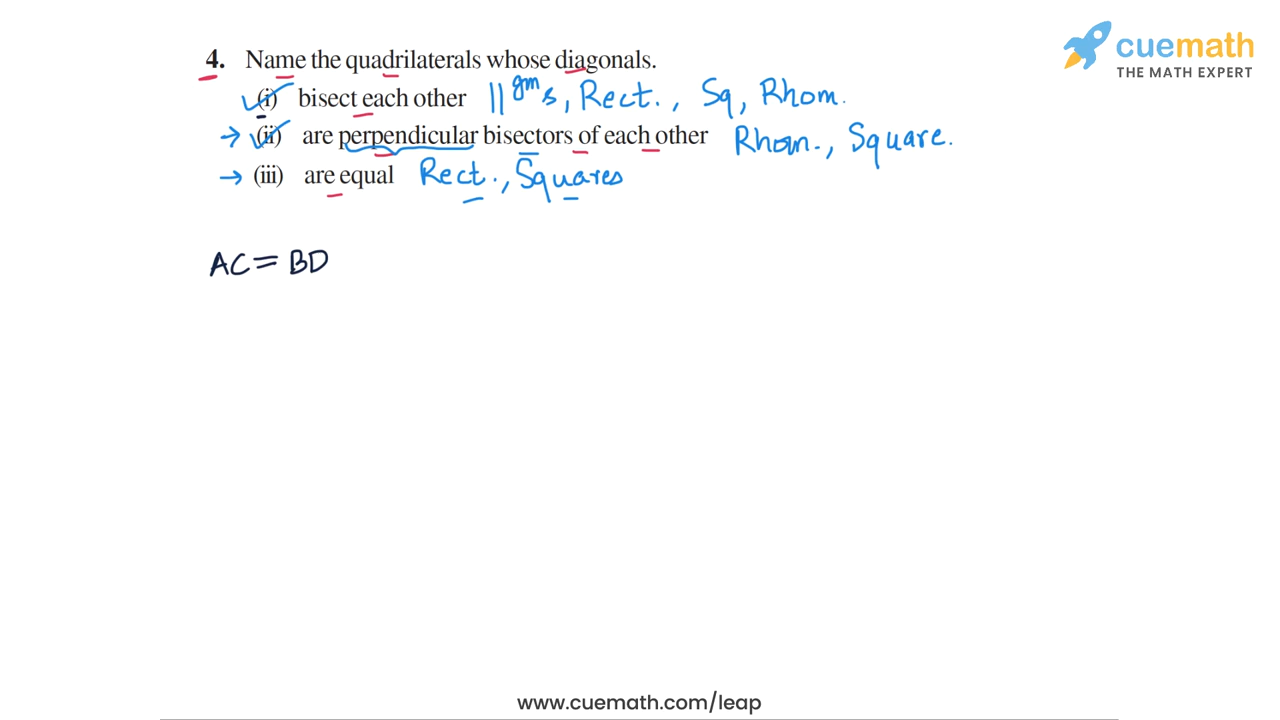 cuemath
THE MATH EXPERT
4. Name the quadrilaterals whose diagonals.
(i) bisect each other ||gm s, Rect., Sq, Rhom.
→ (ii) are perpendicular bisectors of each other Rhom., Square.
→ (iii) are equal Rect., Squares
AC = BD
www.cuemath.com/leap